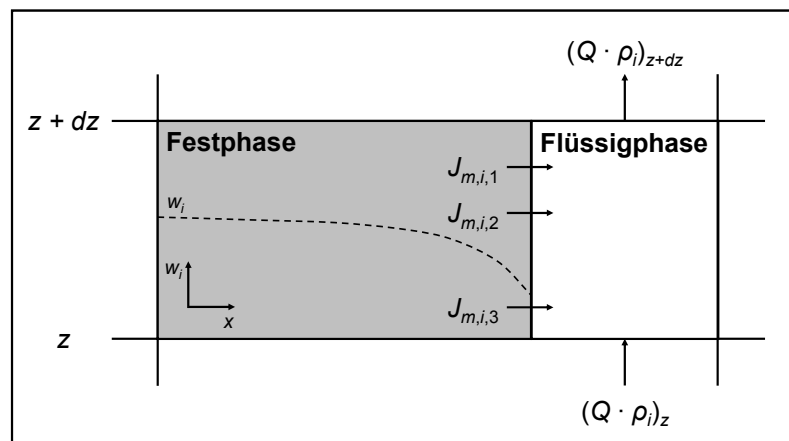 (Q · ρᵢ)z+dz
z + dz
Festphase
Flüssigphase
Jm,i,1
wᵢ
Jm,i,2
wᵢ
x
Jm,i,3
z
(Q · ρᵢ)z